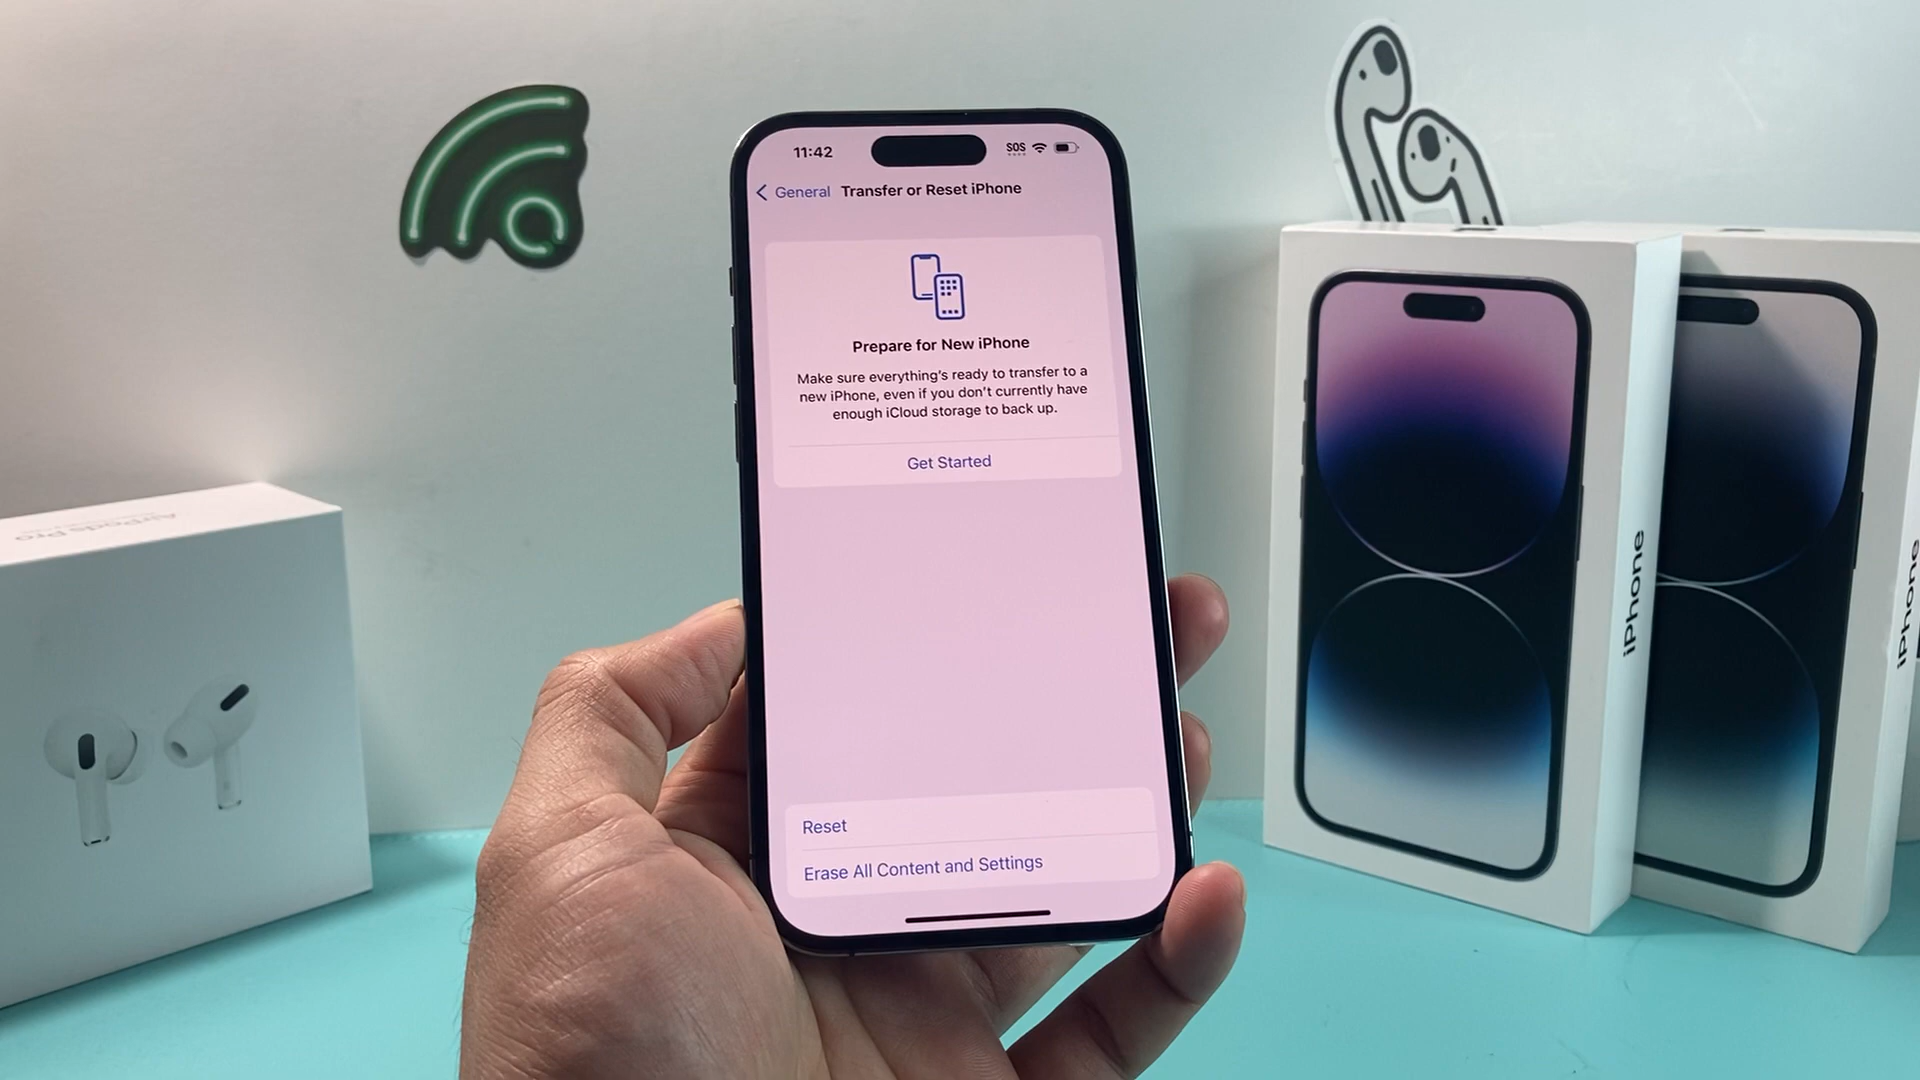 11:42
SOS
General
Transfer or Reset iPhone
Prepare for New iPhone
Make sure everything's ready to transfer to a
new iPhone, even if you don't currently have
enough iCloud storage to back up.
Get Started
Reset
Erase All Content and Settings
AirPods Pro
iPhone
iPhone